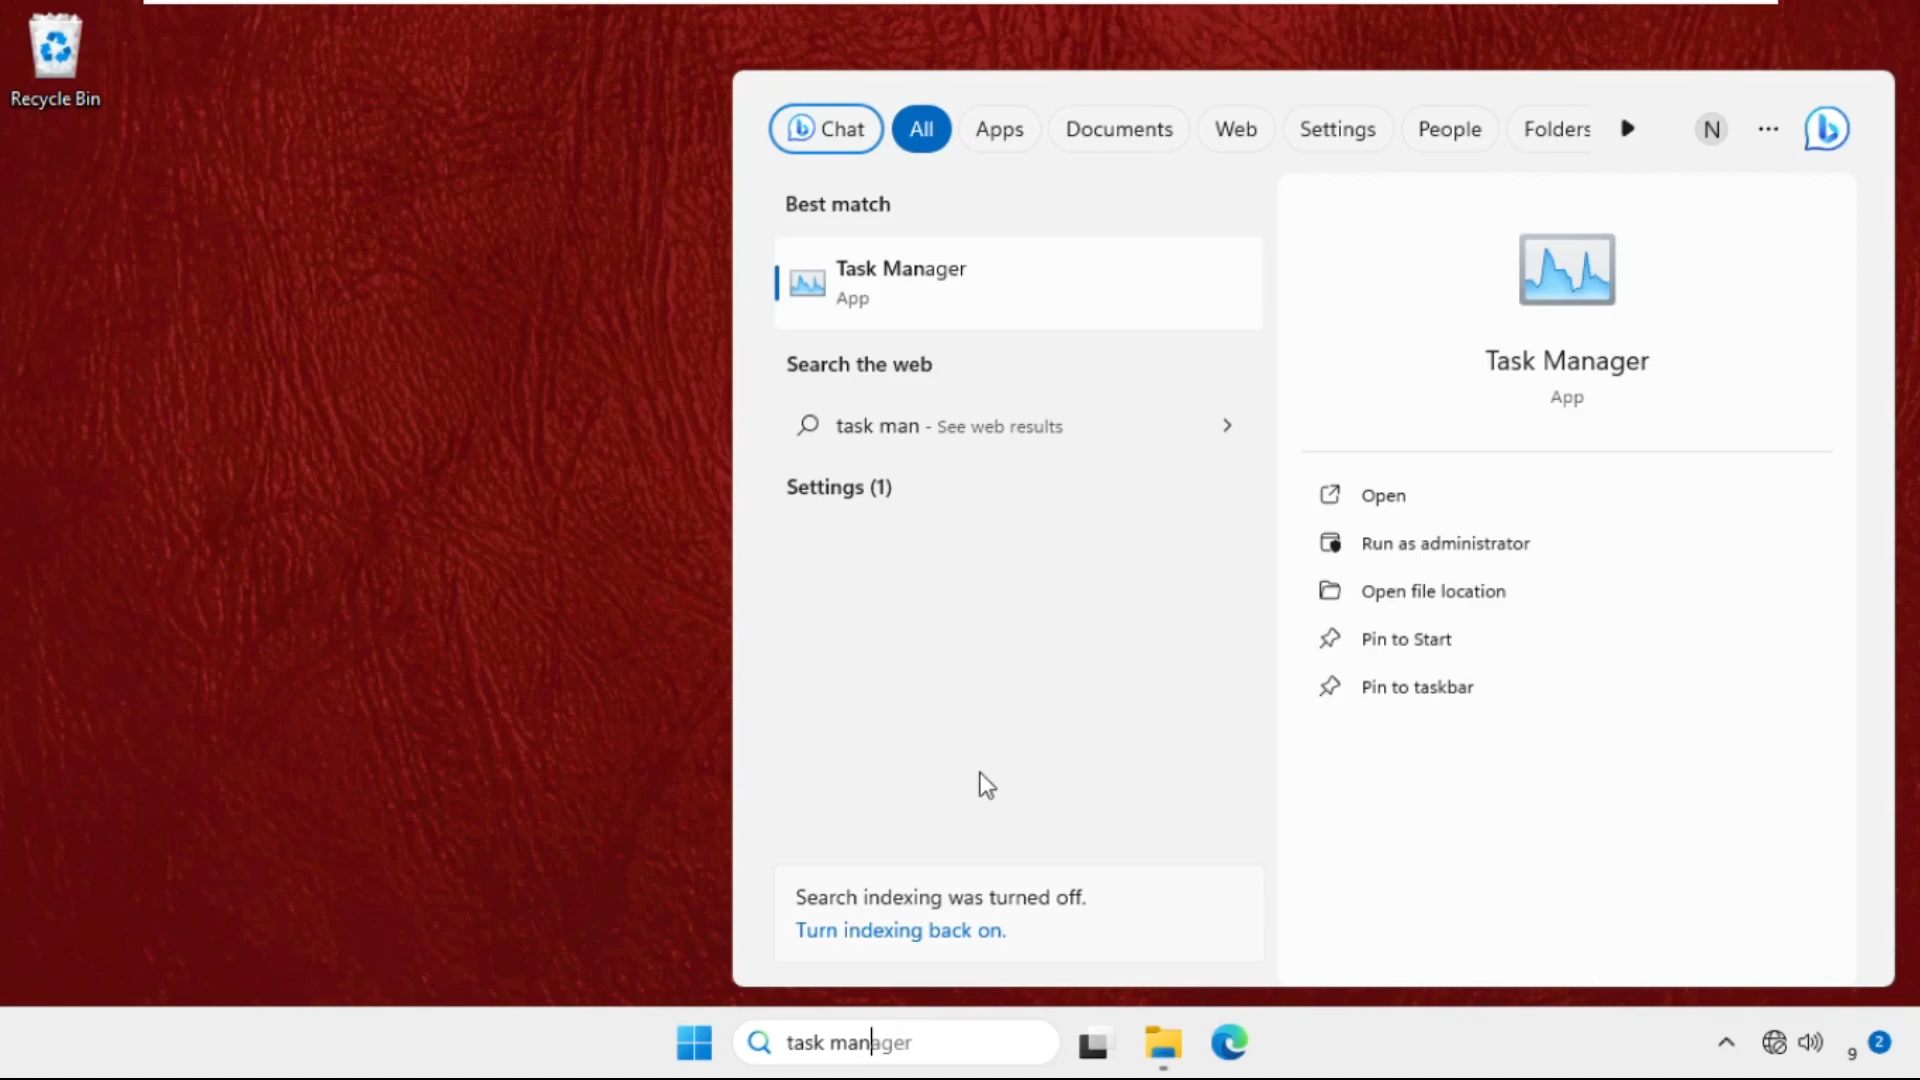 Recycle Bin
Chat All Apps Documents Web Settings People Folders N
Best match
Task Manager
App
Search the web
task man - See web results
Settings (1)
Search indexing was turned off.
Turn indexing back on.
Task Manager
App
Open
Run as administrator
Open file location
Pin to Start
Pin to taskbar
task manager
9 2